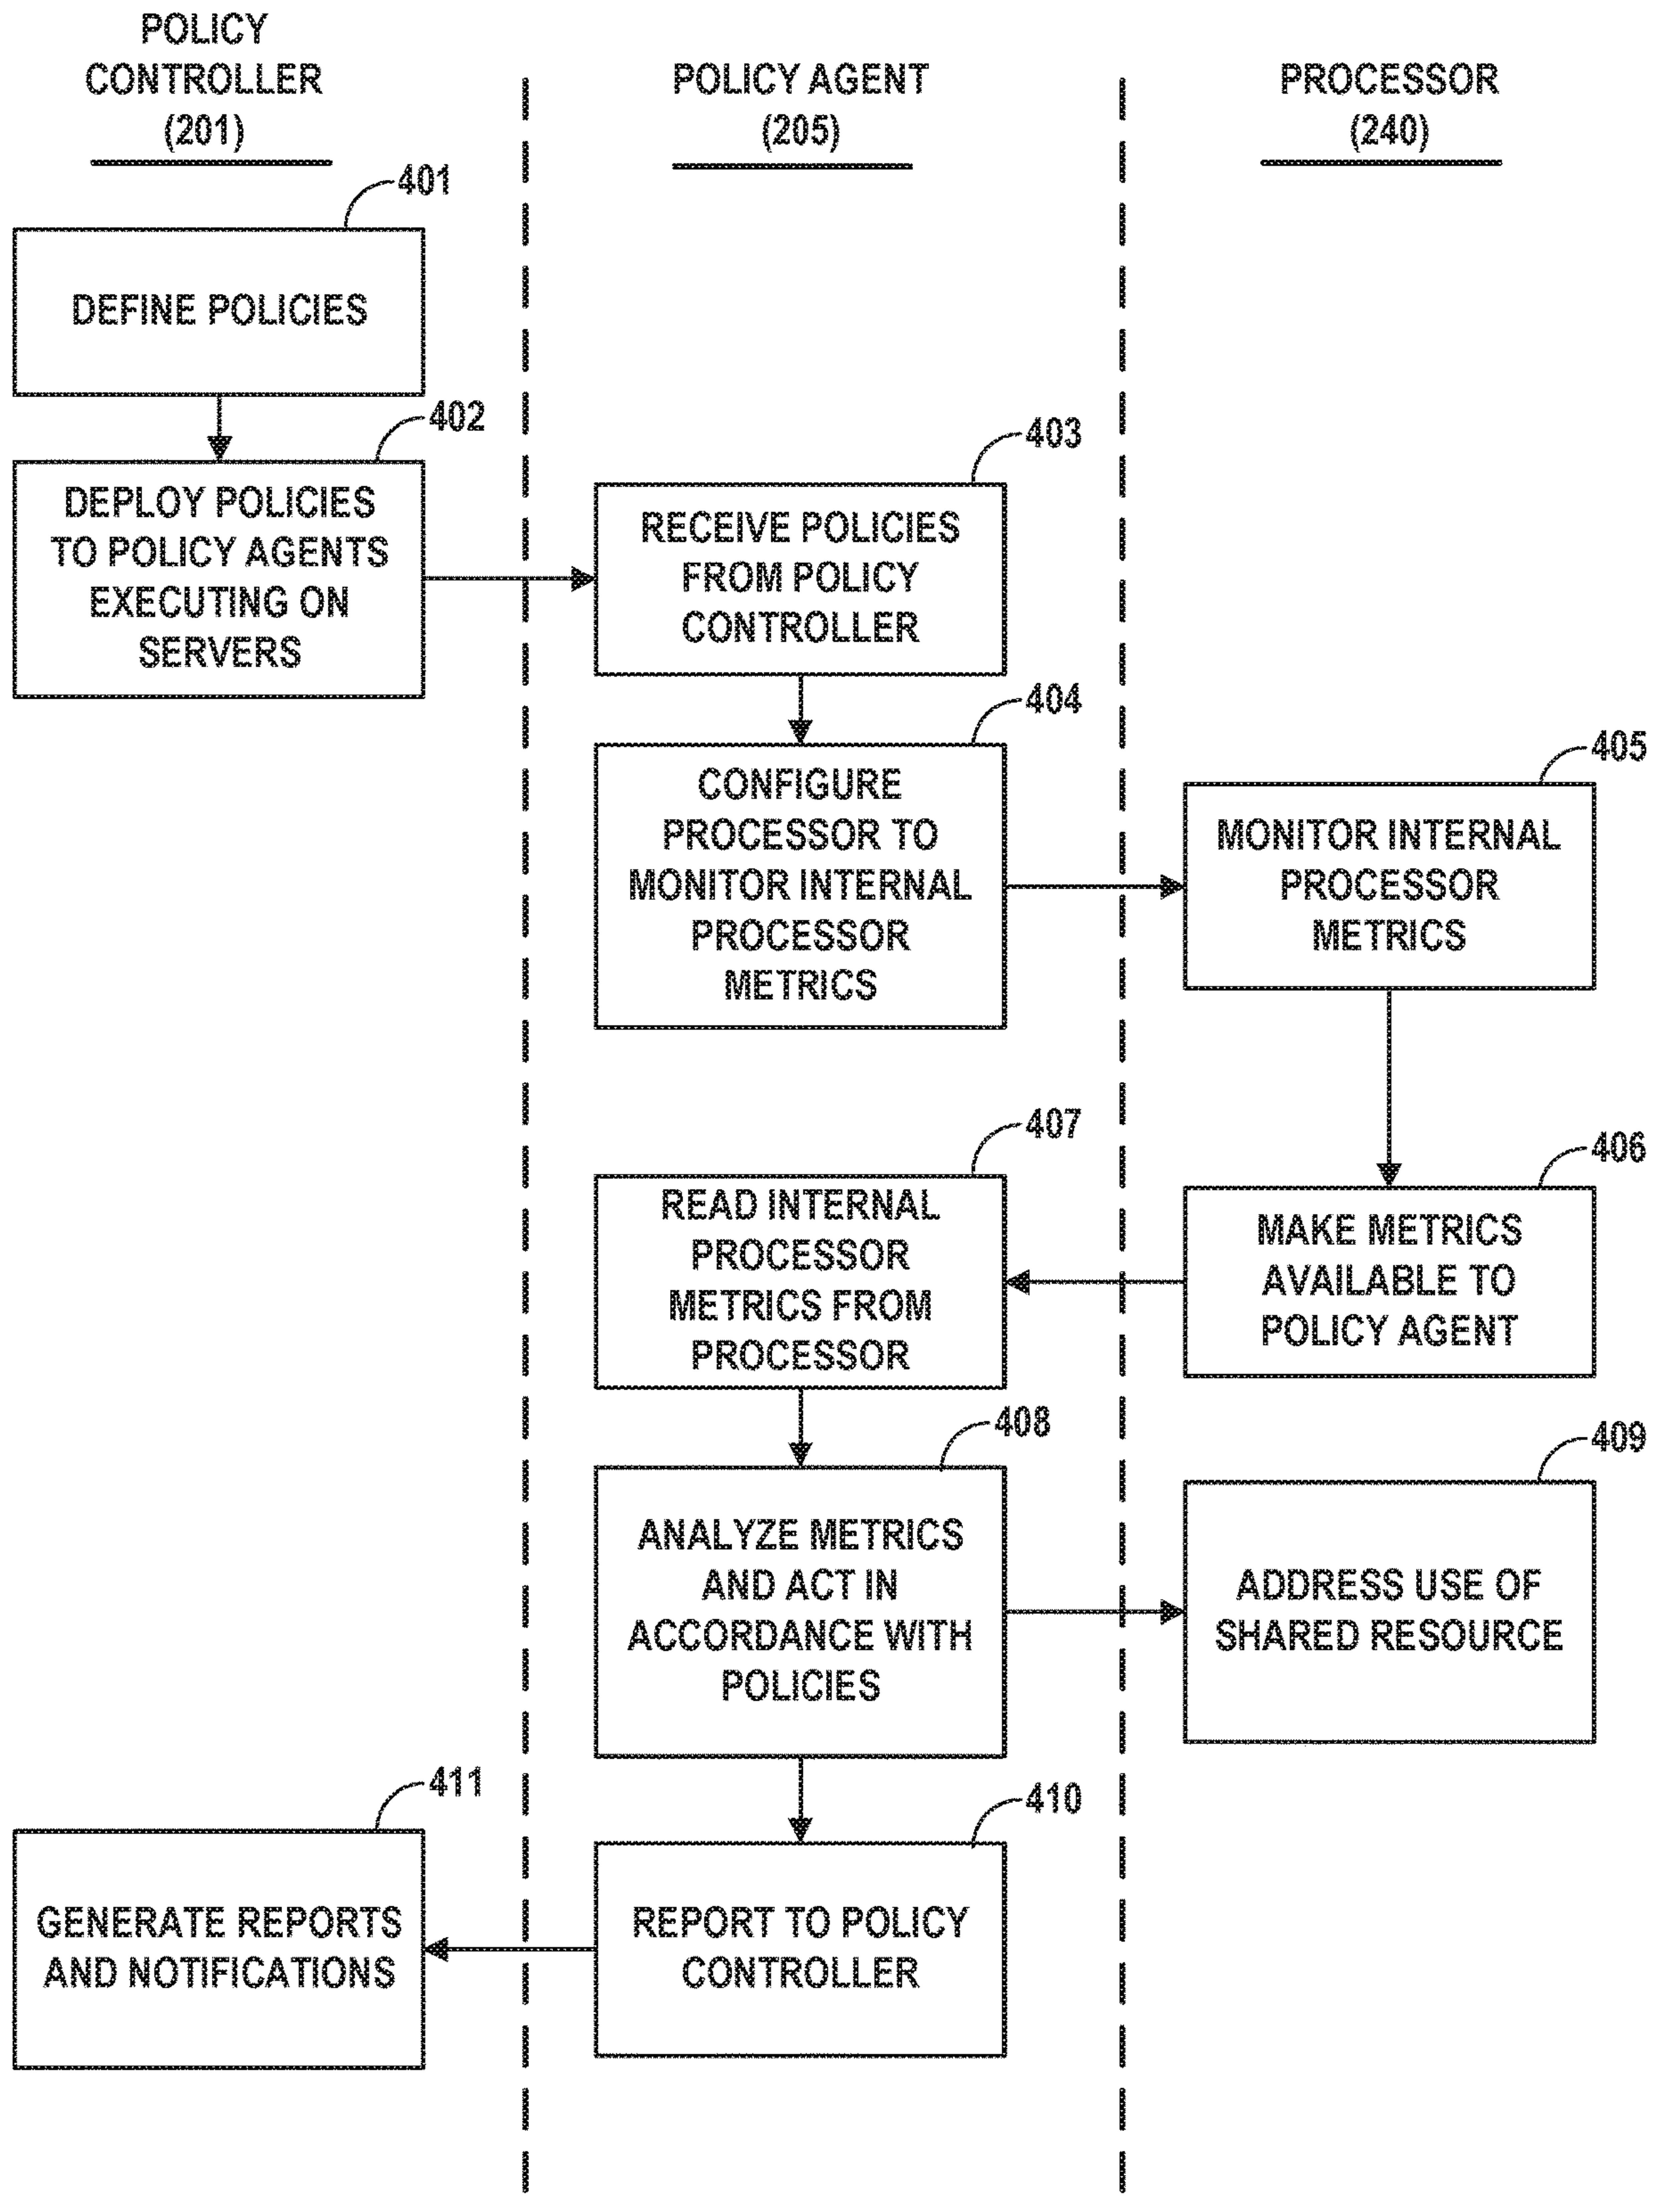 POLICY
CONTROLLER
(201)
POLICY AGENT
(205)
PROCESSOR
(240)
401
DEFINE POLICIES
402
DEPLOY POLICIES
TO POLICY AGENTS
EXECUTING ON
SERVERS
403
RECEIVE POLICIES
FROM POLICY
CONTROLLER
404
CONFIGURE
PROCESSOR TO
MONITOR INTERNAL
PROCESSOR
METRICS
405
MONITOR INTERNAL
PROCESSOR
METRICS
406
MAKE METRICS
AVAILABLE TO
POLICY AGENT
407
READ INTERNAL
PROCESSOR
METRICS FROM
PROCESSOR
408
ANALYZE METRICS
AND ACT IN
ACCORDANCE WITH
POLICIES
409
ADDRESS USE OF
SHARED RESOURCE
410
REPORT TO POLICY
CONTROLLER
411
GENERATE REPORTS
AND NOTIFICATIONS